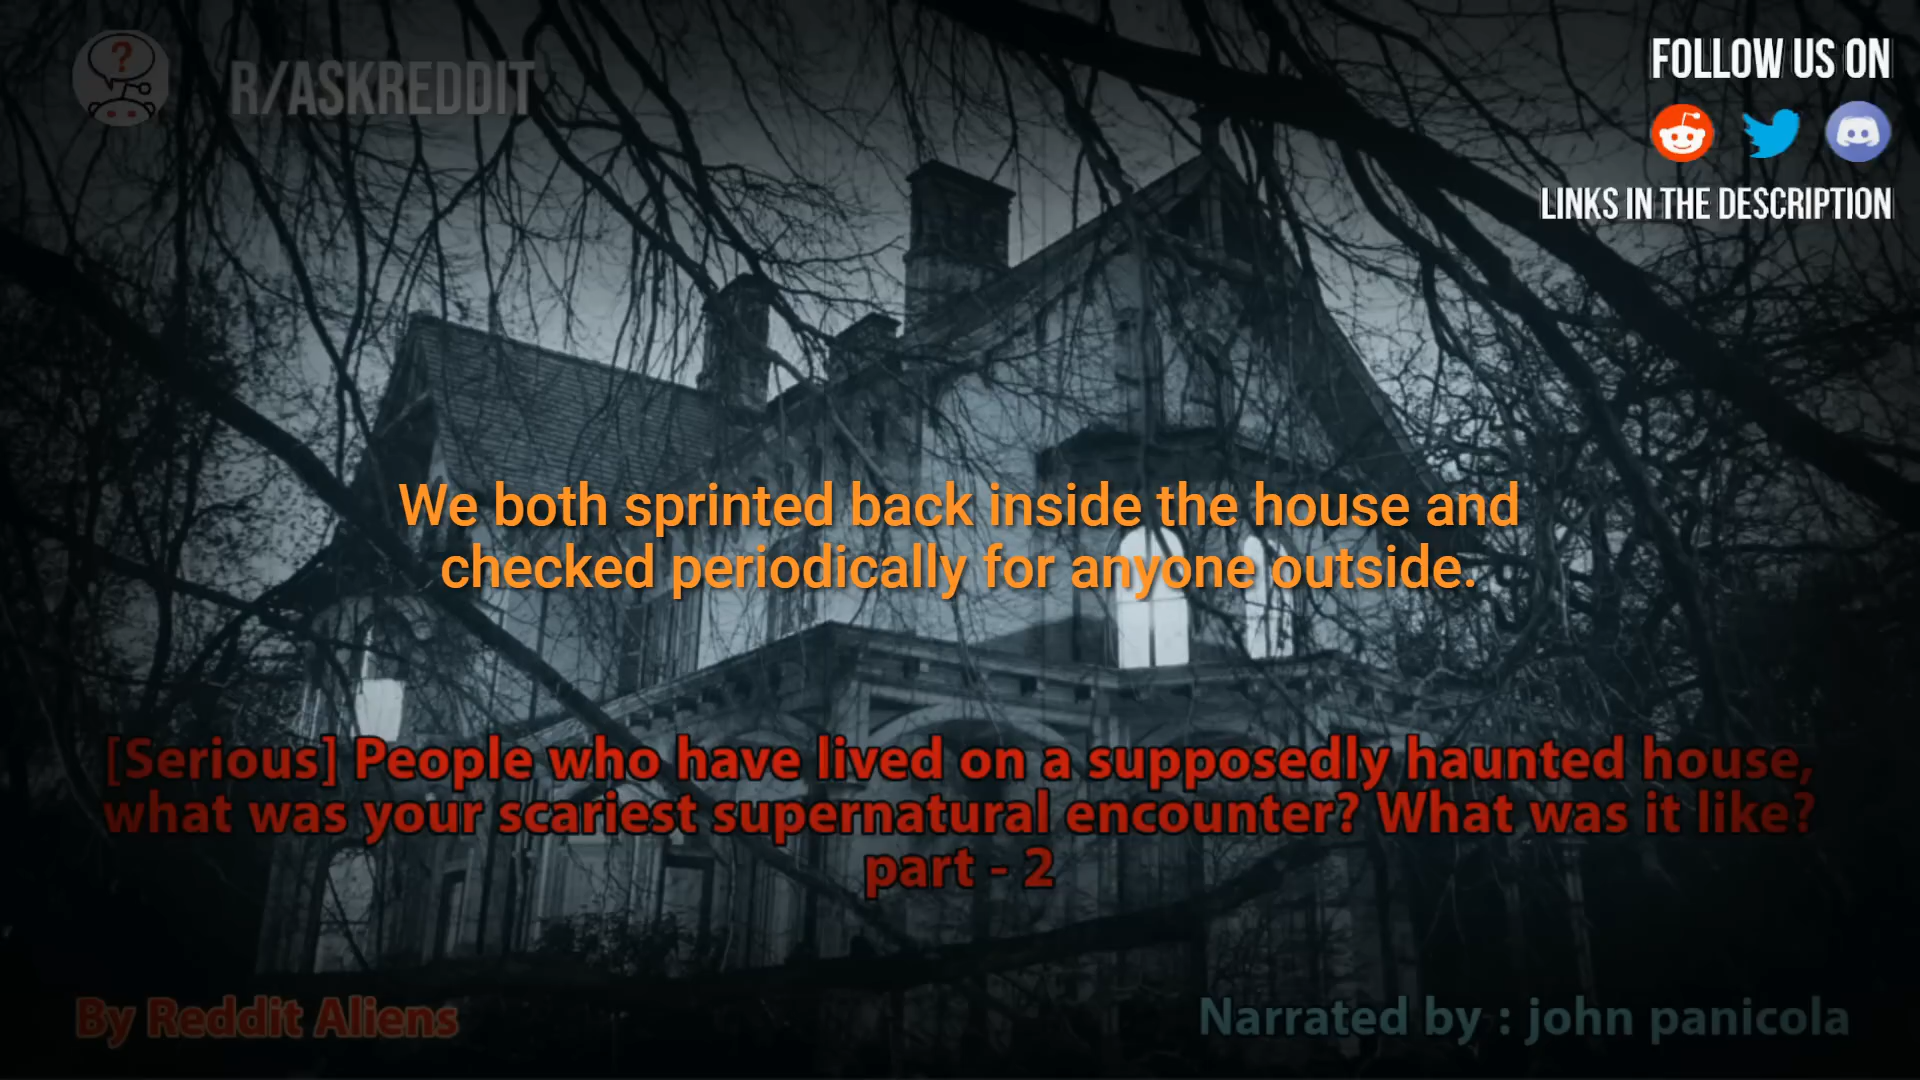 R/ASKREDDIT
FOLLOW US ON
LINKS IN THE DESCRIPTION
We both sprinted back inside the house and
checked periodically for anyone outside.
[Serious] People who have lived on a supposedly haunted house,
what was your scariest supernatural encounter? What was it like?
part - 2
By Reddit Aliens
Narrated by : john panicola